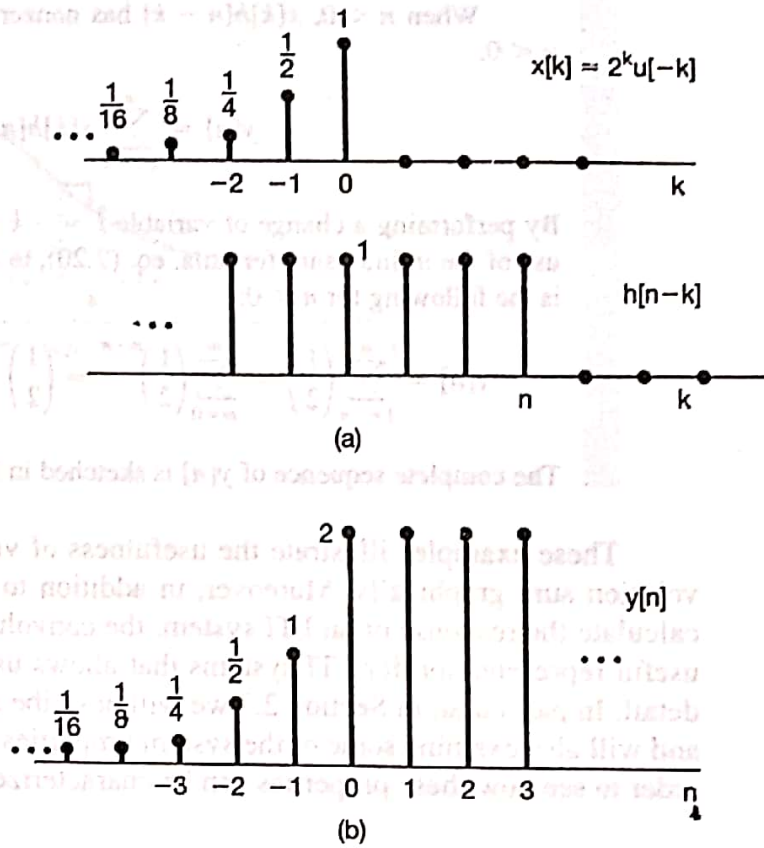 1
1/2
1/4
1/8
1/16
...
x[k] = 2^k u[-k]
-2 -1 0 k
1
h[n-k]
...
n k
(a)
2
1
1/2
1/4
1/8
1/16
...
y[n]
...
-3 -2 -1 0 1 2 3 n
(b)